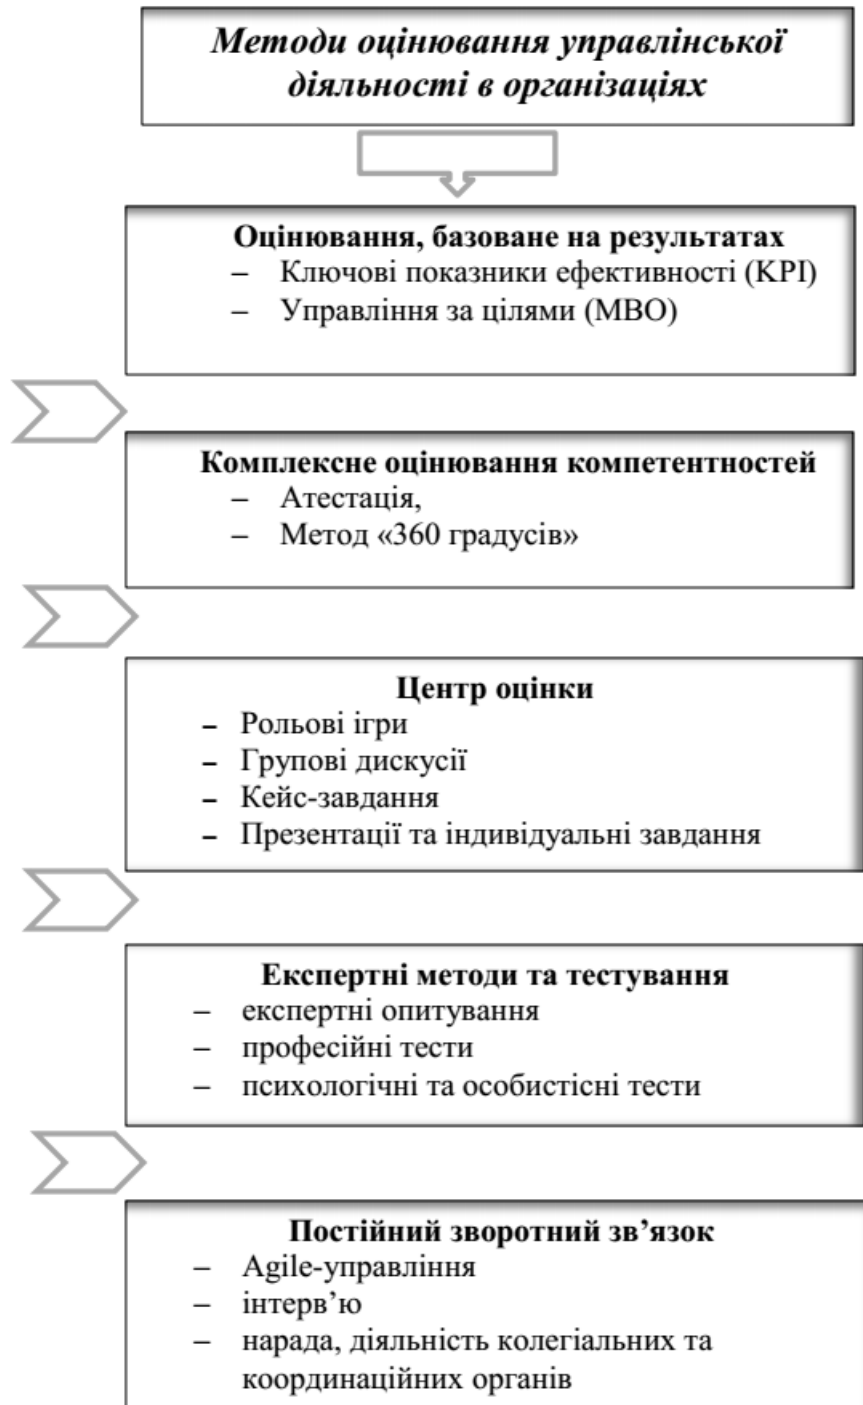 Методи оцінювання управлінської
діяльності в організаціях
Оцінювання, базоване на результатах
– Ключові показники ефективності (KPI)
– Управління за цілями (МВО)
Комплексне оцінювання компетентностей
– Атестація,
– Метод «360 градусів»
Центр оцінки
– Рольові ігри
– Групові дискусії
– Кейс-завдання
– Презентації та індивідуальні завдання
Експертні методи та тестування
– експертні опитування
– професійні тести
– психологічні та особистісні тести
Постійний зворотний зв’язок
– Agile-управління
– інтерв’ю
– нарада, діяльність колегіальних та
координаційних органів